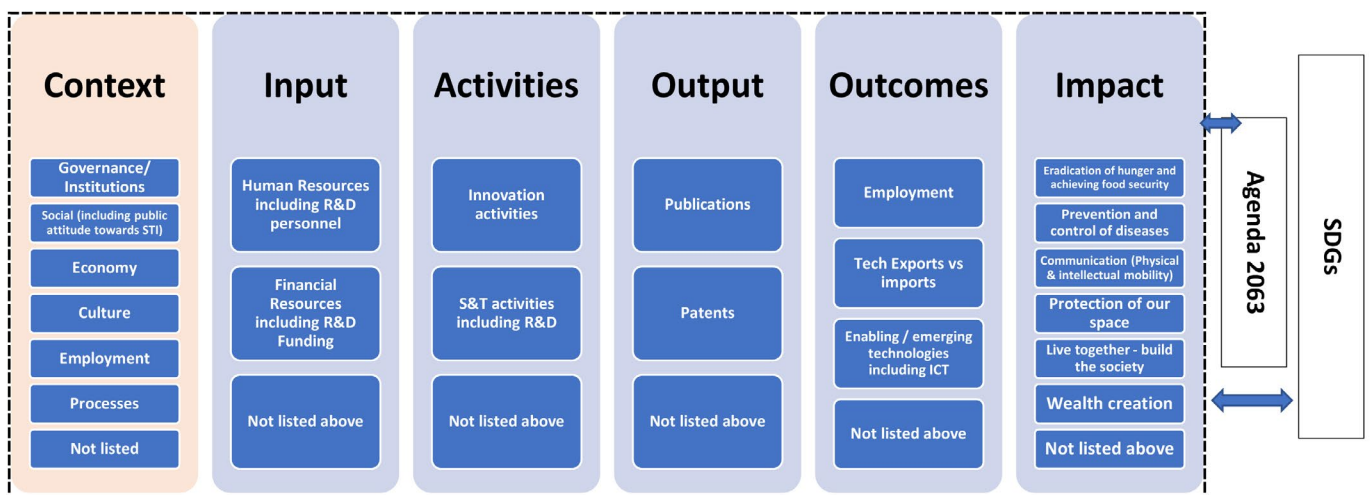 Context
Governance/
Institutions
Social (including public
attitude towards STI)
Economy
Culture
Employment
Processes
Not listed
Input
Human Resources
including R&D
personnel
Financial
Resources
including R&D
Funding
Not listed above
Activities
Innovation
activities
S&T activities
including R&D
Not listed above
Output
Publications
Patents
Not listed above
Outcomes
Employment
Tech Exports vs
imports
Enabling / emerging
technologies
including ICT
Not listed above
Impact
Eradication of hunger and
achieving food security
Prevention and
control of diseases
Communication (Physical
& intellectual mobility)
Protection of our
space
Live together - build
the society
Wealth creation
Not listed above
Agenda 2063
SDGs